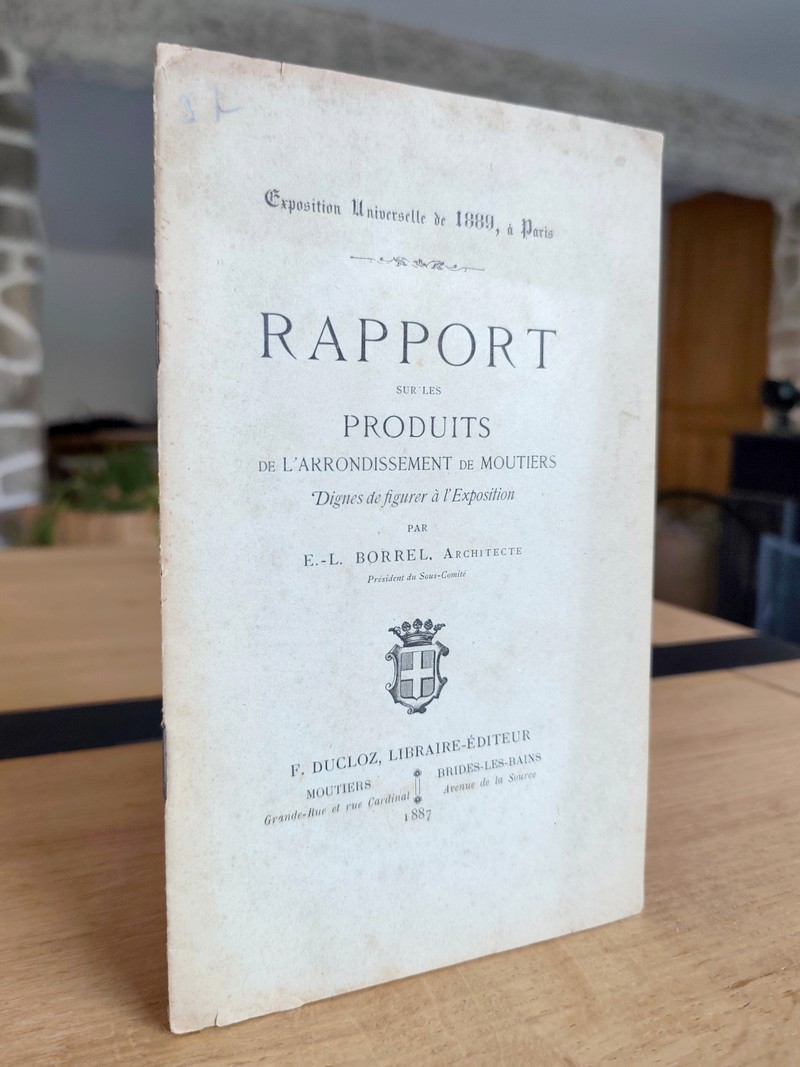 Exposition Universelle de 1889, à Paris
RAPPORT
SUR LES
PRODUITS
DE L'ARRONDISSEMENT DE MOUTIERS
Dignes de figurer à l'Exposition
PAR
E.-L. BORREL, ARCHITECTE
Président du Sous-Comité
F. DUCLOZ, LIBRAIRE-ÉDITEUR
MOUTIERS
Grande-Rue et rue Cardinal
BRIDES-LES-BAINS
Avenue de la Source
1887